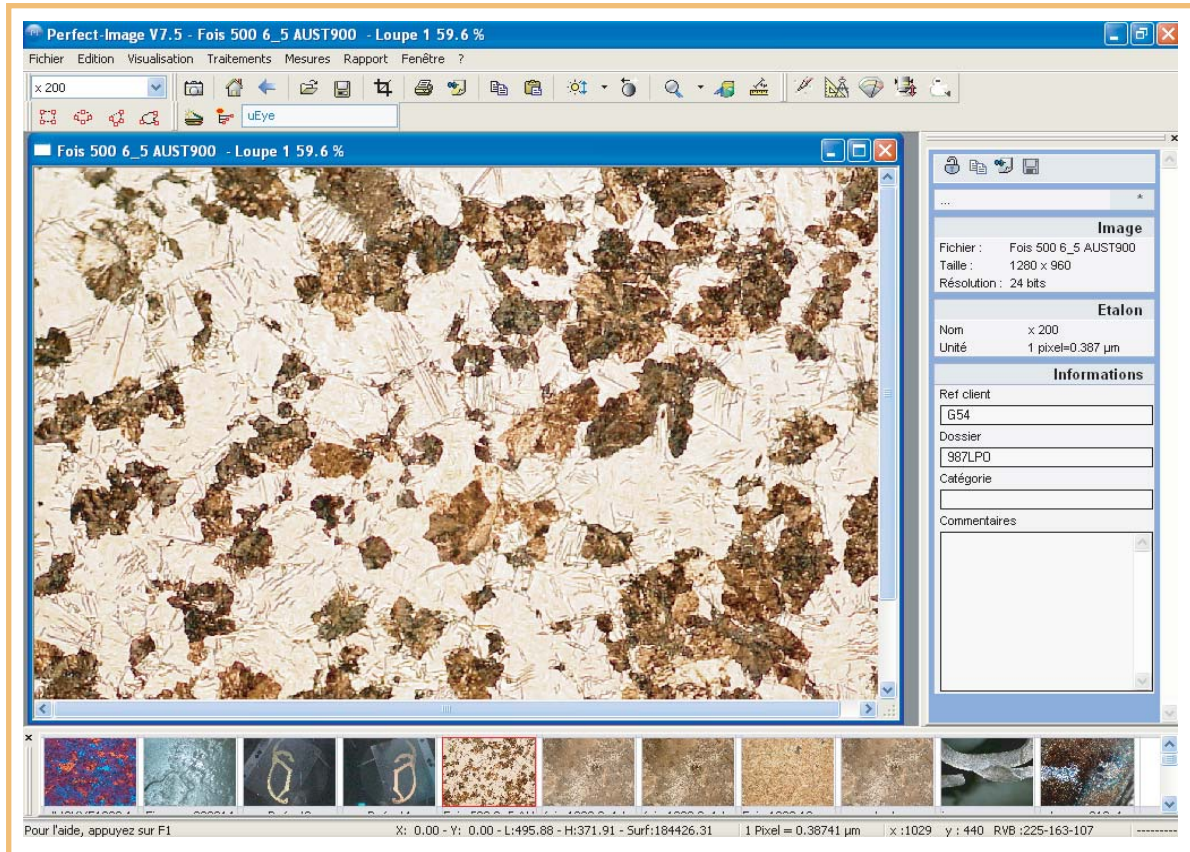 Perfect-Image V7.5 - Fois 500 6_5 AUST900 - Loupe 1 59.6 %
Fichier Edition Visualisation Traitements Mesures Rapport Fenêtre ?
x 200
uEye
Fois 500 6_5 AUST900 - Loupe 1 59.6 %
...
*
Image
Fichier : Fois 500 6_5 AUST900
Taille : 1280 x 960
Résolution : 24 bits
Etalon
Nom x 200
Unité 1 pixel=0.387 µm
Informations
Ref client
G54
Dossier
987LPO
Catégorie
Commentaires
Pour l'aide, appuyez sur F1 X: 0.00 - Y: 0.00 - L:495.88 - H:371.91 - Surf:184426.31 1 Pixel = 0.38741 µm x :1029 y : 440 RVB :225-163-107 ---------